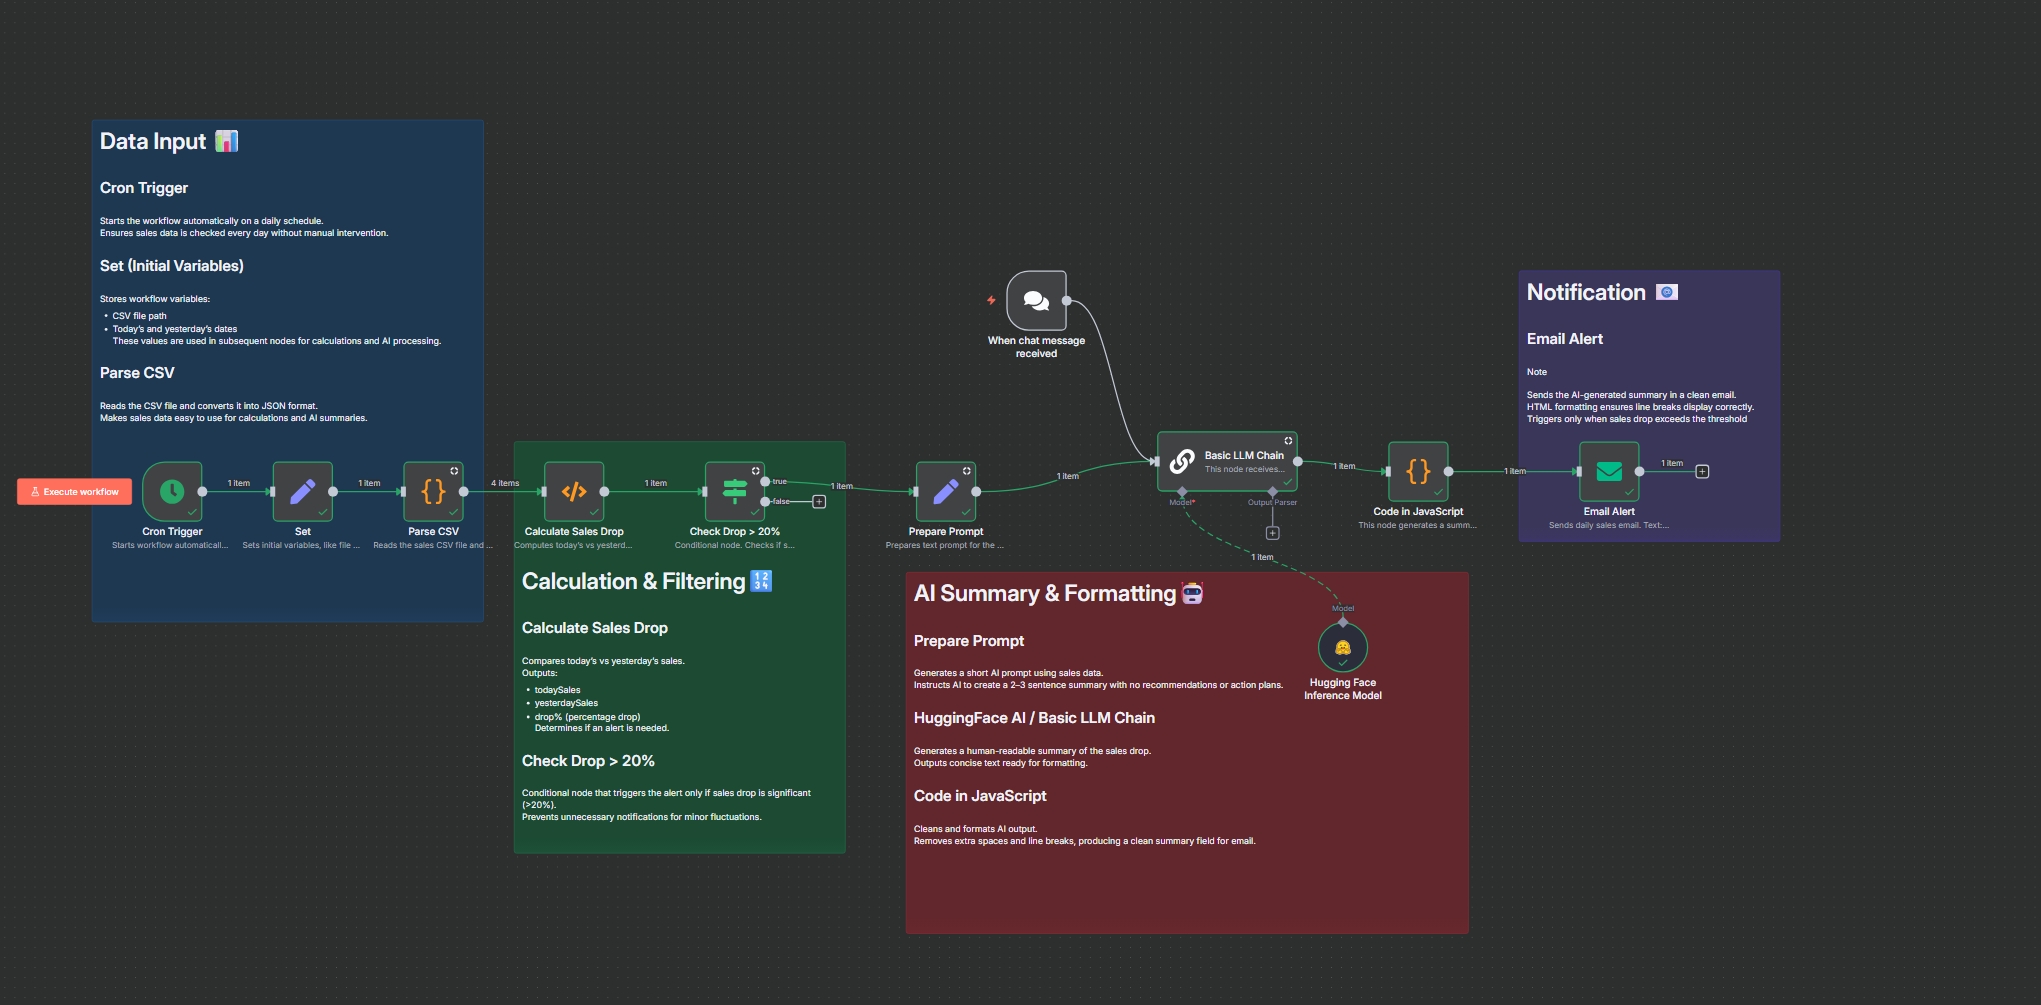 Data Input
Cron Trigger
Starts the workflow automatically on a daily schedule.
Ensures sales data is checked every day without manual intervention.
Set (Initial Variables)
Stores workflow variables:
• CSV file path
• Today's and yesterday's dates
These values are used in subsequent nodes for calculations and AI processing.
Parse CSV
Reads the CSV file and converts it into JSON format.
Makes sales data easy to use for calculations and AI summaries.
Execute workflow
1 item
1 item
4 items
1 item
true
false
1 item
Cron Trigger
Starts workflow automaticall...
Set
Sets initial variables, like file ...
Parse CSV
Reads the sales CSV file and ...
Calculate Sales Drop
Computes today's vs yesterd...
Check Drop > 20%
Conditional node. Checks if s...
Calculation & Filtering
Calculate Sales Drop
Compares today's vs yesterday's sales.
Outputs:
• todaySales
• yesterdaySales
• drop% (percentage drop)
Determines if an alert is needed.
Check Drop > 20%
Conditional node that triggers the alert only if sales drop is significant
(>20%).
Prevents unnecessary notifications for minor fluctuations.
When chat message
received
Prepare Prompt
Prepares text prompt for the ...
1 item
Basic LLM Chain
This node receives...
Model*
Output Parser
1 item
1 item
Code in JavaScript
This node generates a summ...
1 item
Model
Hugging Face
Inference Model
AI Summary & Formatting
Prepare Prompt
Generates a short AI prompt using sales data.
Instructs AI to create a 2–3 sentence summary with no recommendations or action plans.
HuggingFace AI / Basic LLM Chain
Generates a human-readable summary of the sales drop.
Outputs concise text ready for formatting.
Code in JavaScript
Cleans and formats AI output.
Removes extra spaces and line breaks, producing a clean summary field for email.
Notification
Email Alert
Note
Sends the AI-generated summary in a clean email.
HTML formatting ensures line breaks display correctly.
Triggers only when sales drop exceeds the threshold
1 item
Email Alert
Sends daily sales email. Text:...